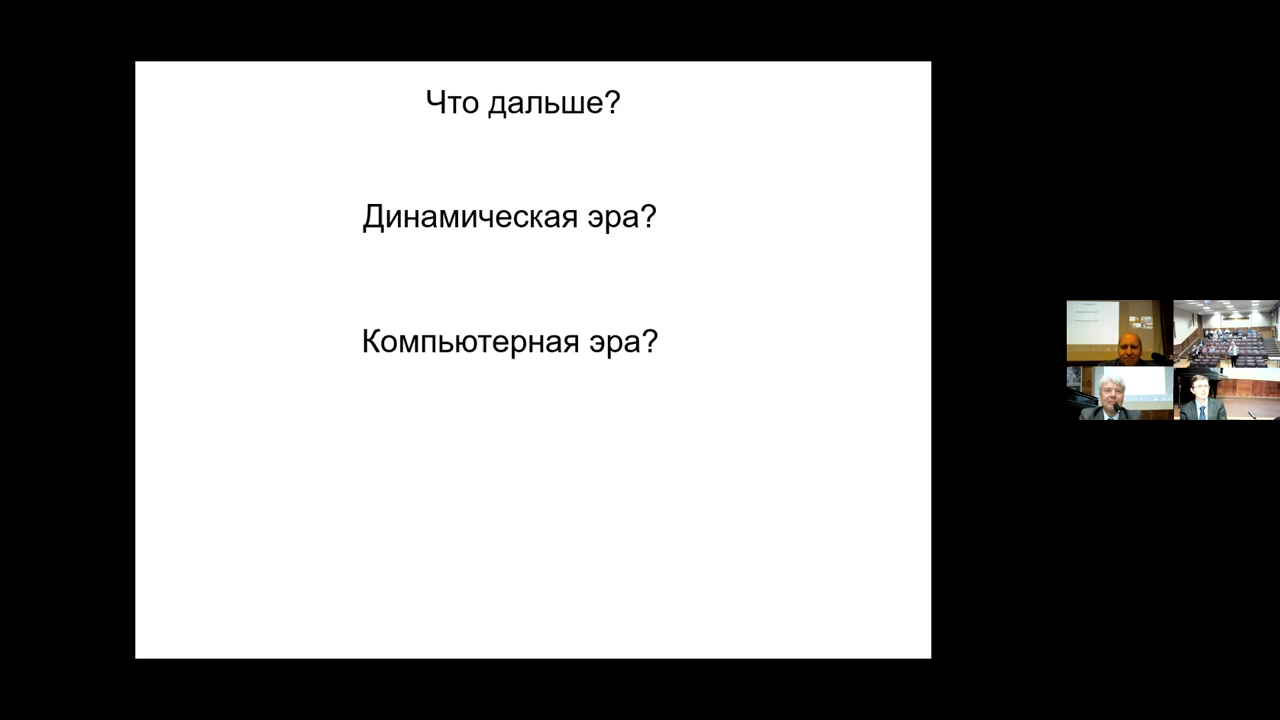 Что дальше?
Динамическая эра?
Компьютерная эра?